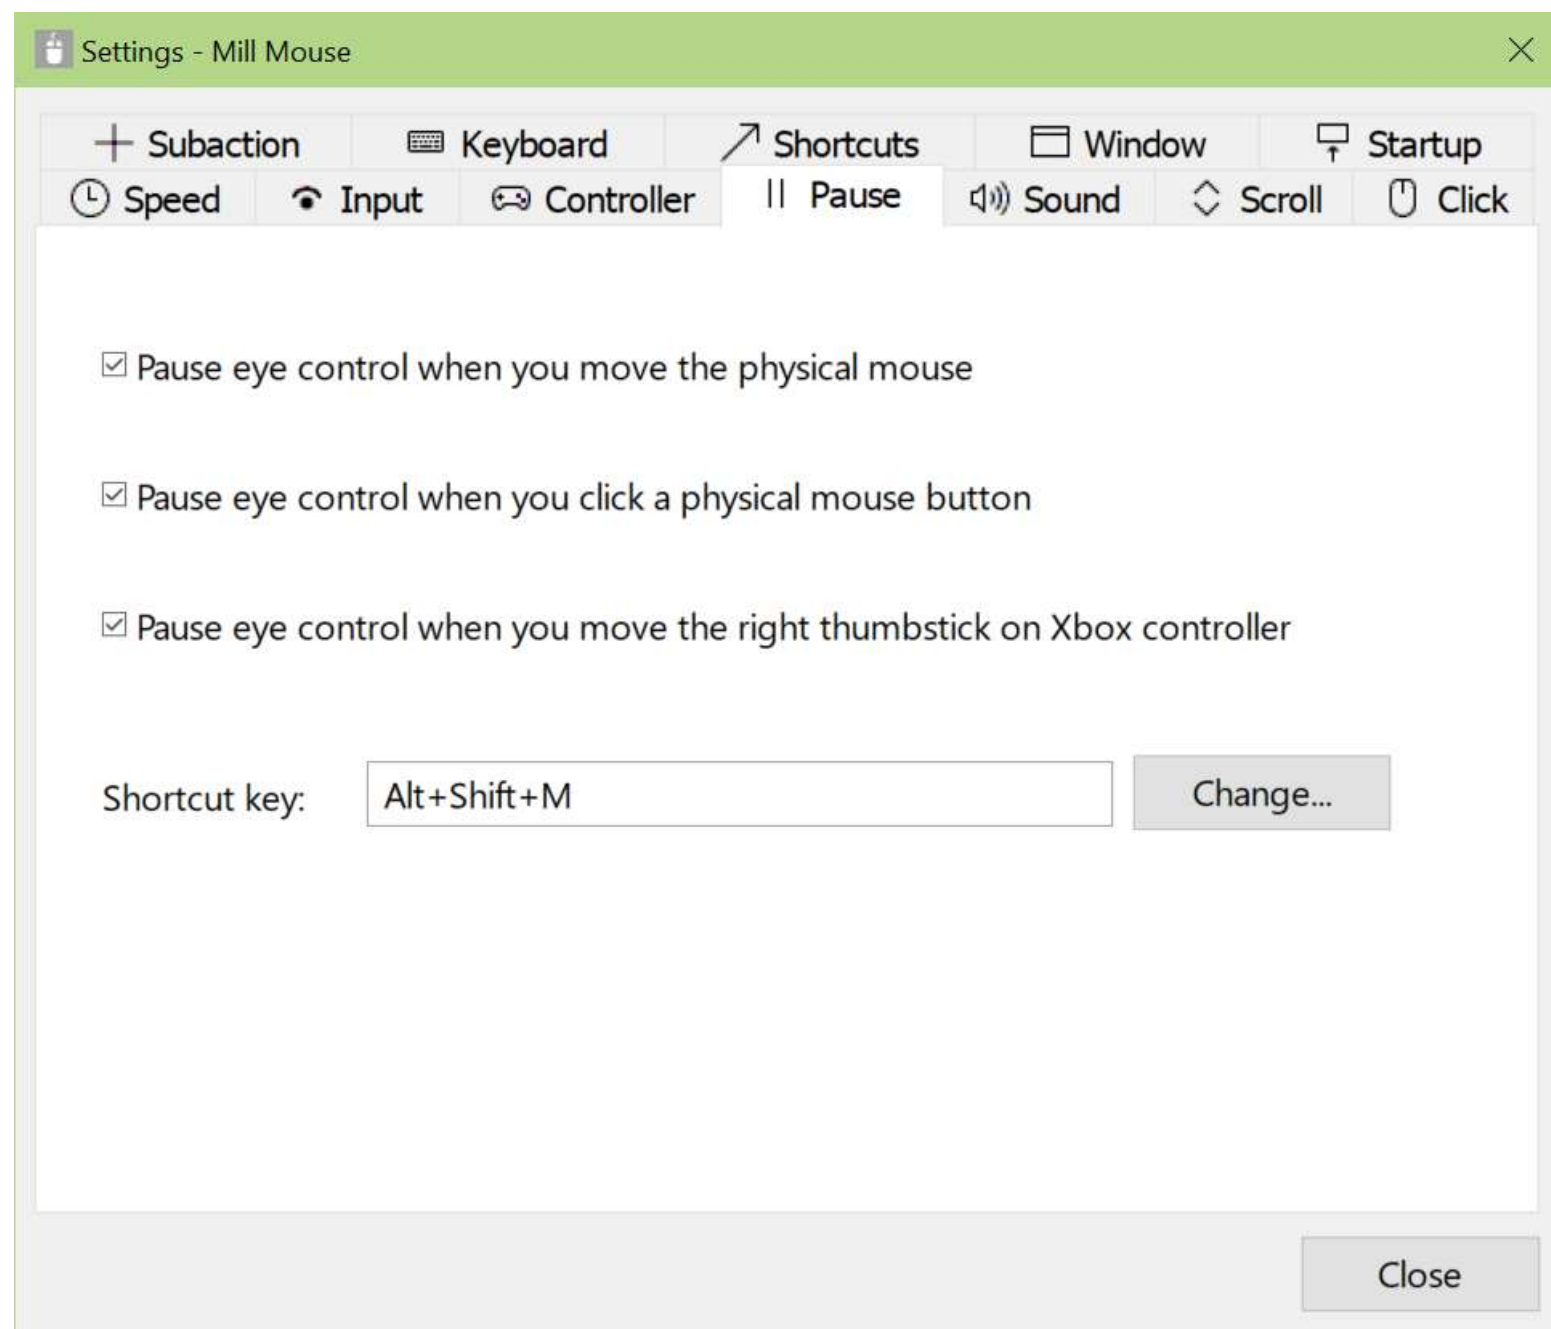 Settings - Mill Mouse
Subaction Keyboard Shortcuts Window Startup
Speed Input Controller Pause Sound Scroll Click
Pause eye control when you move the physical mouse
Pause eye control when you click a physical mouse button
Pause eye control when you move the right thumbstick on Xbox controller
Shortcut key: Alt+Shift+M Change...
Close